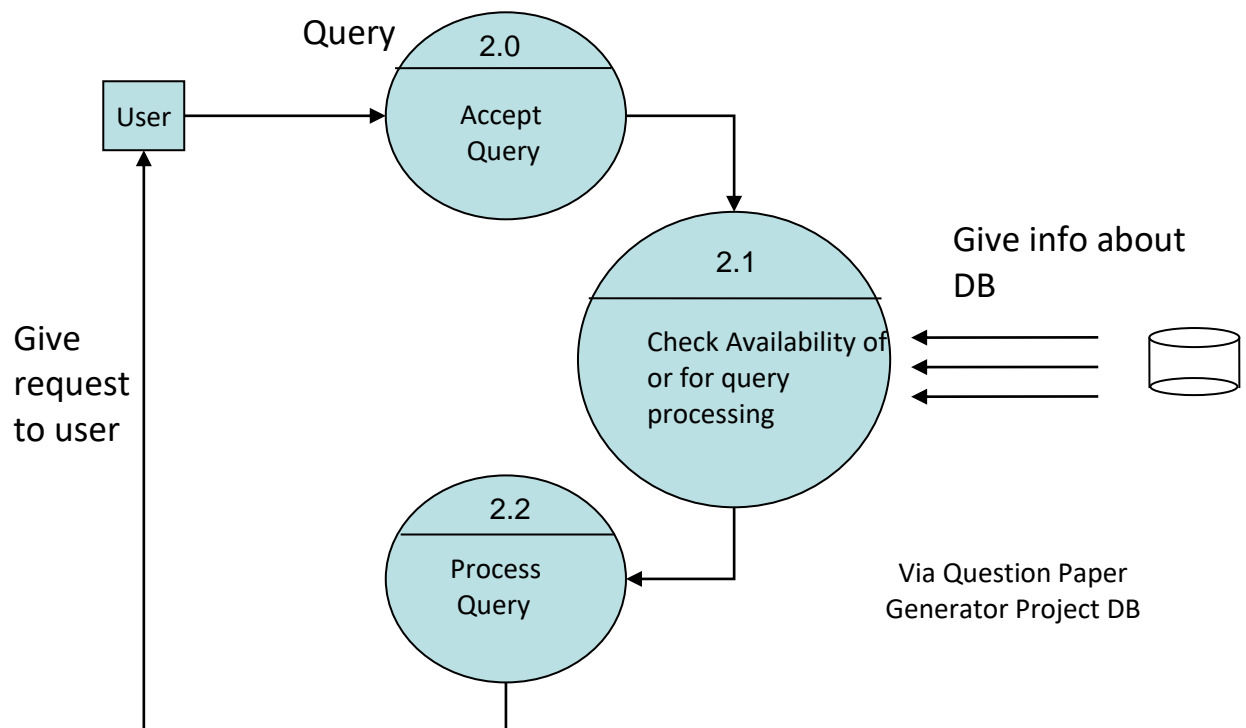 Query
2.0
Accept
Query
User
2.1
Check Availability of
or for query
processing
Give info about
DB
Give
request
to user
2.2
Process
Query
Via Question Paper
Generator Project DB